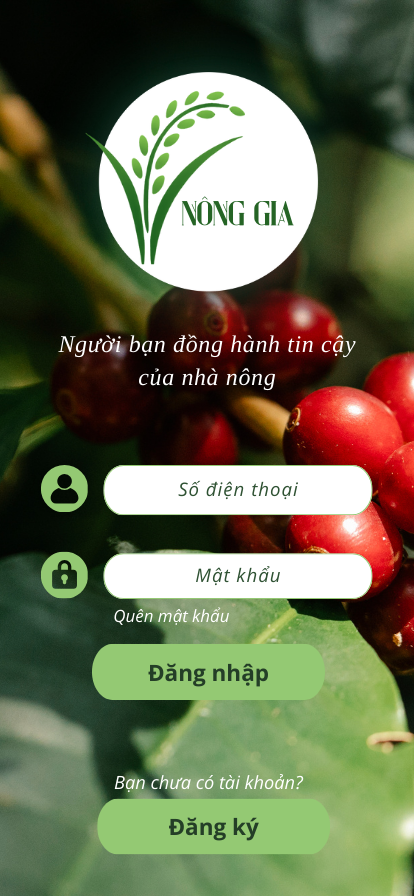 NÔNG GIA
Người bạn đồng hành tin cậy
của nhà nông
Số điện thoại
Mật khẩu
Quên mật khẩu
Đăng nhập
Bạn chưa có tài khoản?
Đăng ký